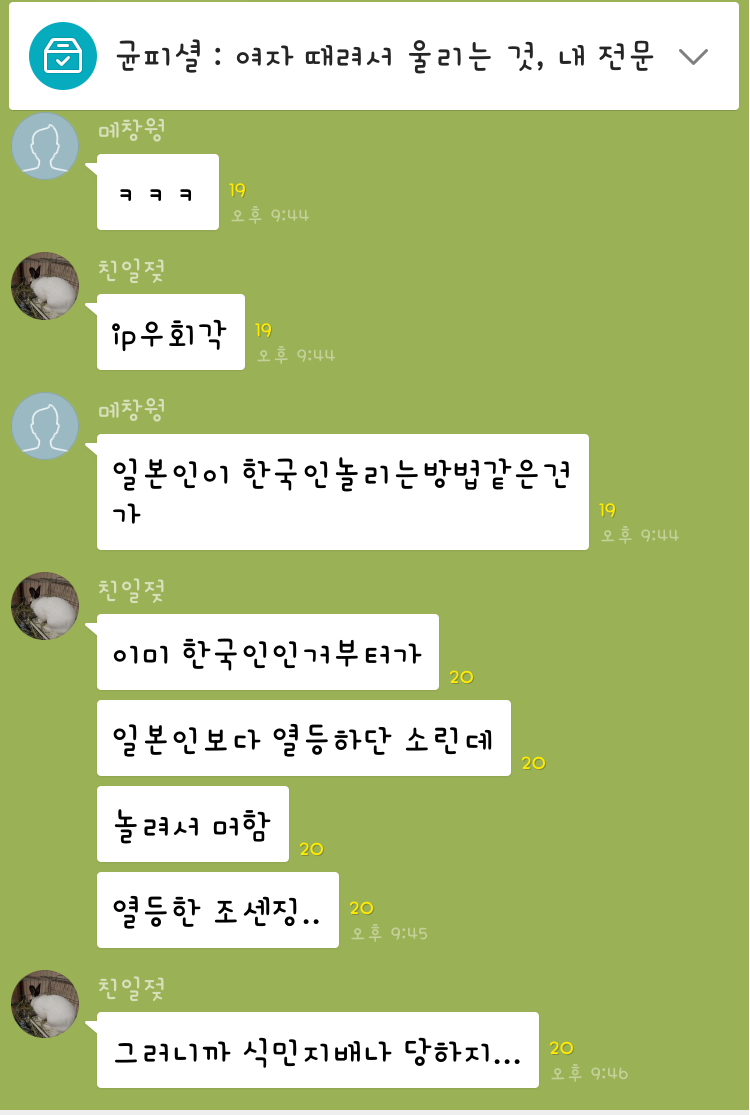 균피셜 : 여자 때려서 울리는 것, 내 전문
메창웡
ㅋㅋㅋ
19
오후 9:44
친일젖
ip우회각
19
오후 9:44
메창웡
일본인이 한국인놀리는방법같은건
가
19
오후 9:44
친일젖
이미 한국인인거부터가
20
일본인보다 열등하단 소린데
20
놀려서 머함
20
열등한 조센징..
20
오후 9:45
친일젖
그러니까 식민지배나 당하지...
20
오후 9:46